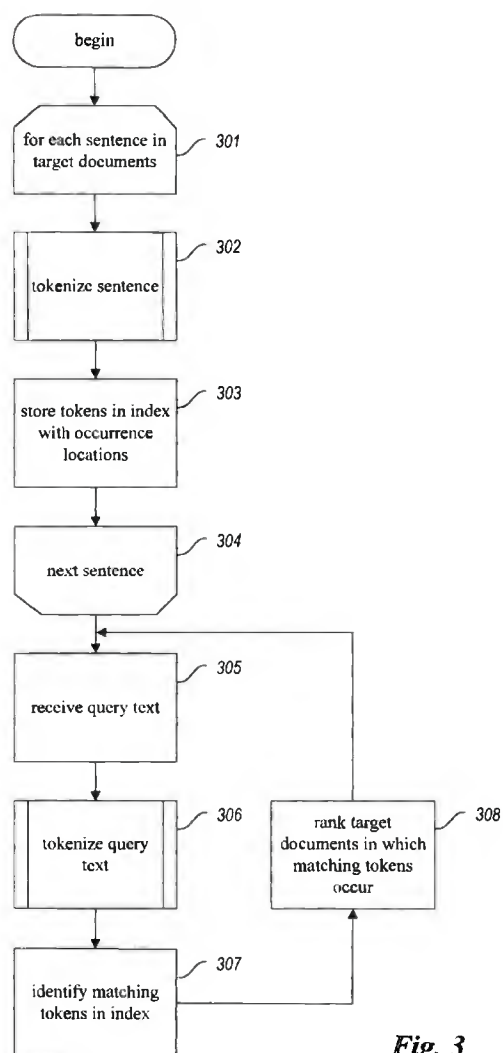 begin
for each sentence in
target documents
301
tokenize sentence
302
store tokens in index
with occurrence
locations
303
next sentence
304
receive query text
305
tokenize query
text
306
identify matching
tokens in index
307
rank target
documents in which
matching tokens
occur
308
Fig. 3